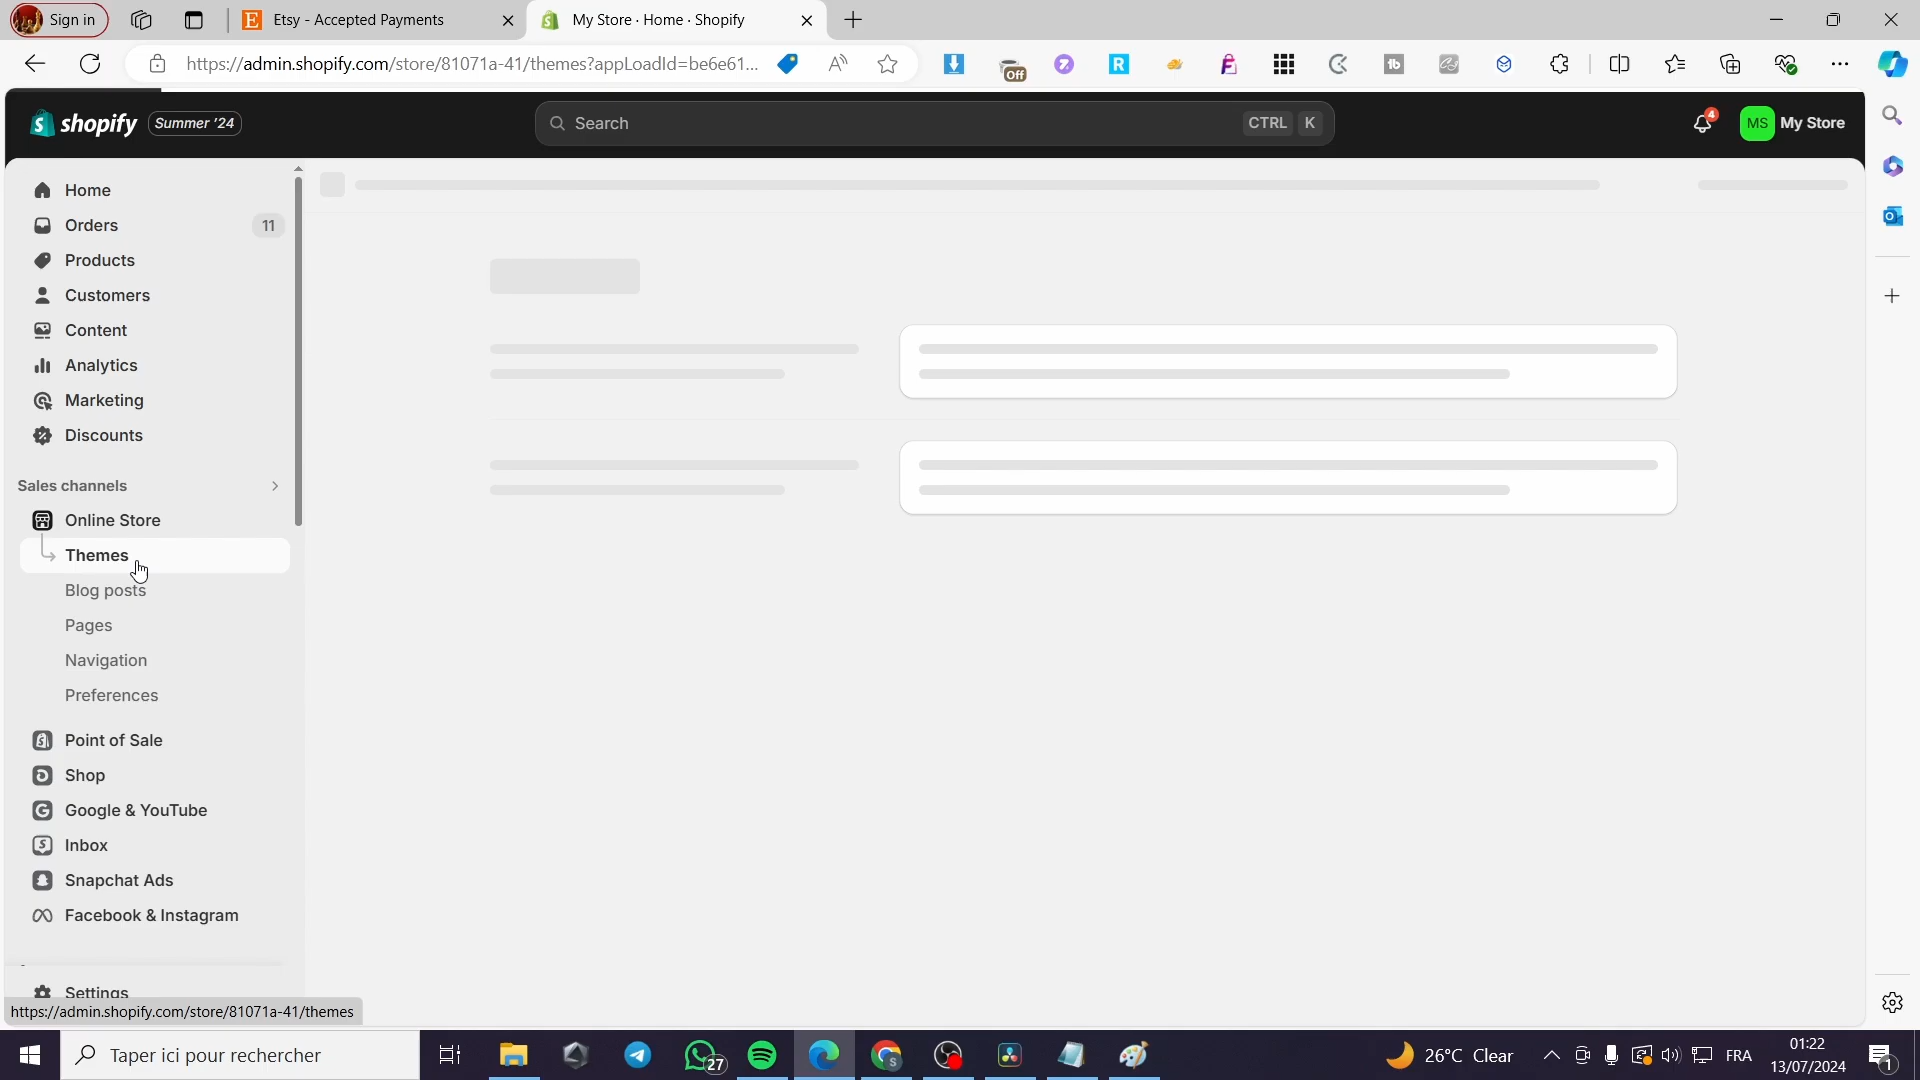 Sign in
Etsy - Accepted Payments
My Store · Home · Shopify
https://admin.shopify.com/store/81071a-41/themes?appLoadId=be6e61...
Off
shopify
Summer '24
Search
CTRL K
4
MS
My Store
Home
Orders 11
Products
Customers
Content
Analytics
Marketing
Discounts
Sales channels
Online Store
Themes
Blog posts
Pages
Navigation
Preferences
Point of Sale
Shop
Google & YouTube
Inbox
Snapchat Ads
Facebook & Instagram
Settings
https://admin.shopify.com/store/81071a-41/themes
Taper ici pour rechercher
27
26°C Clear
FRA
01:22
13/07/2024
1